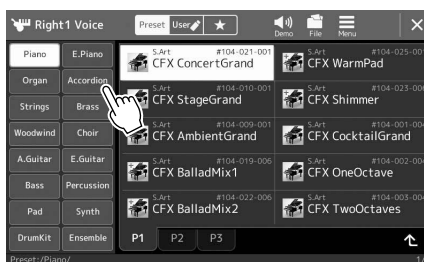 Right1 Voice Preset User Demo File Menu
Piano E.Piano
Organ Accordion
Strings Brass
Woodwind Choir
A.Guitar E.Guitar
Bass Percussion
Pad Synth
DrumKit Ensemble
S.Art #104-021-001
CFX ConcertGrand
S.Art #104-025-00
CFX WarmPad
S.Art #104-010-001
CFX StageGrand
S.Art #104-023-00
CFX Shimmer
S.Art #104-009-001
CFX AmbientGrand
S.Art #104-001-00
CFX CocktailGrand
S.Art #104-019-006
CFX BalladMix1
S.Art #104-002-00
CFX OneOctave
S.Art #104-022-006
CFX BalladMix2
S.Art #104-003-00
CFX TwoOctaves
P1 P2 P3
Preset:/Piano/